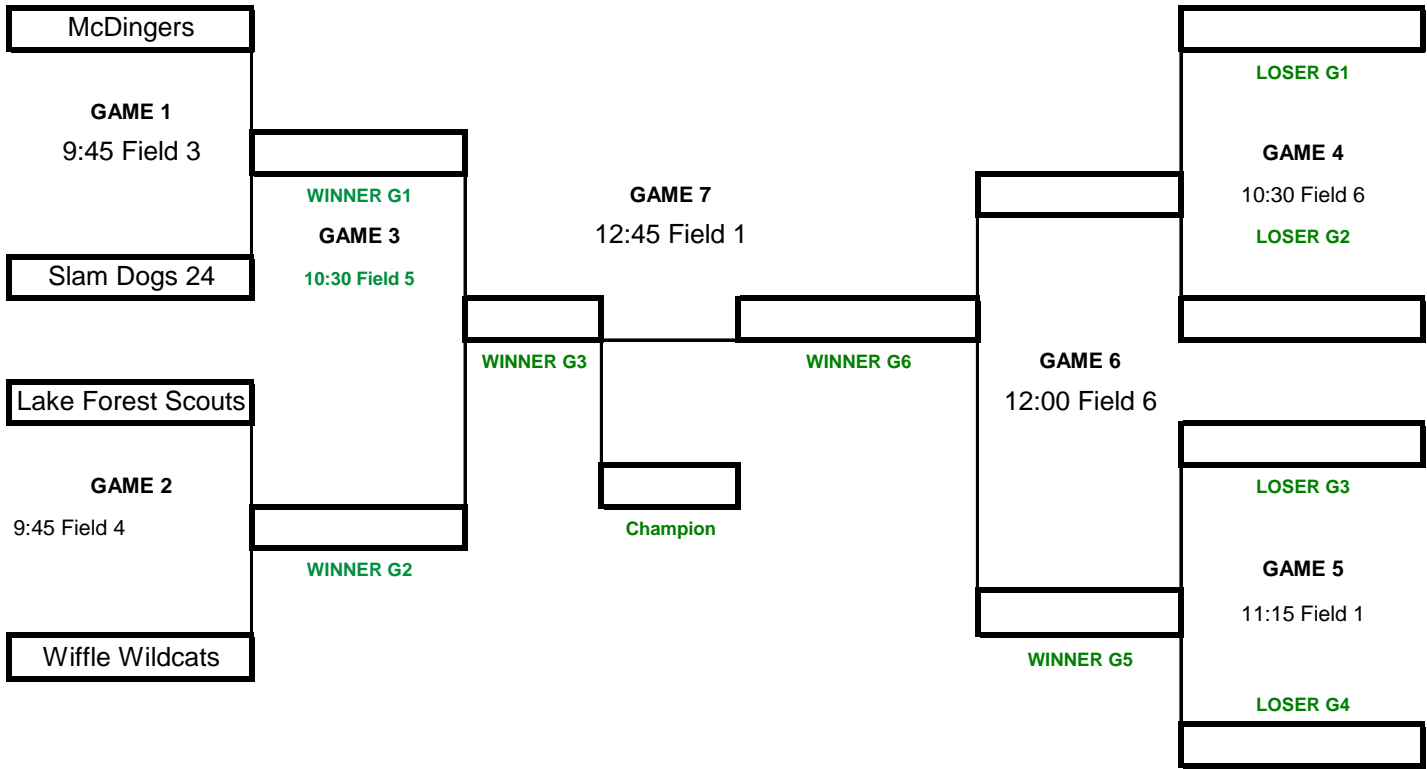 McDingers
GAME 1
9:45 Field 3
Slam Dogs 24
Lake Forest Scouts
GAME 2
9:45 Field 4
Wiffle Wildcats
WINNER G1
GAME 3
10:30 Field 5
WINNER G2
WINNER G3
GAME 7
12:45 Field 1
Champion
WINNER G6
GAME 6
12:00 Field 6
WINNER G5
LOSER G1
GAME 4
10:30 Field 6
LOSER G2
LOSER G3
GAME 5
11:15 Field 1
LOSER G4